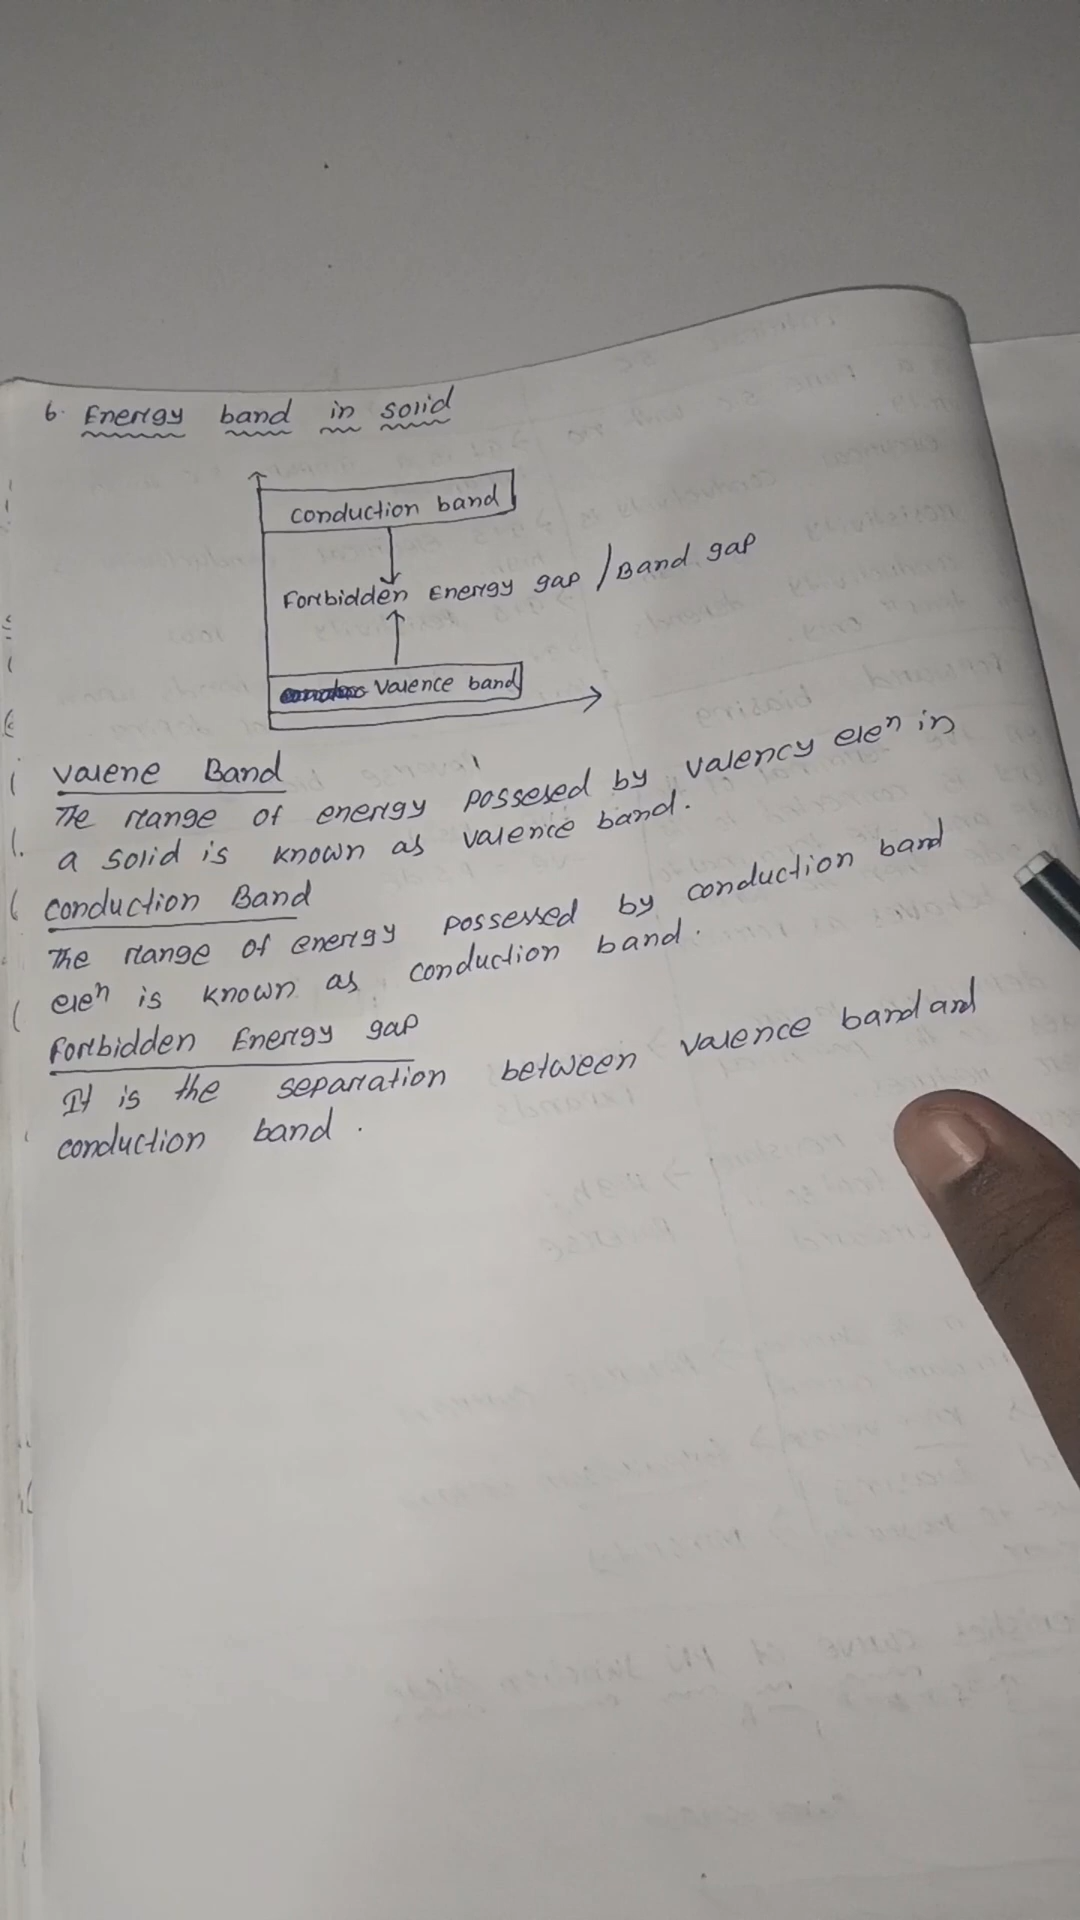 6. Energy band in solid
Conduction band
Forbidden Energy gap / Band gap
Valence band
Valene Band
The range of energy possesed by valency eleⁿ in
a solid is known as valence band.
Conduction Band
The range of energy possessed by conduction band
eleⁿ is known as conduction band.
Forbidden Energy gap
It is the separation between valence band and
conduction band.